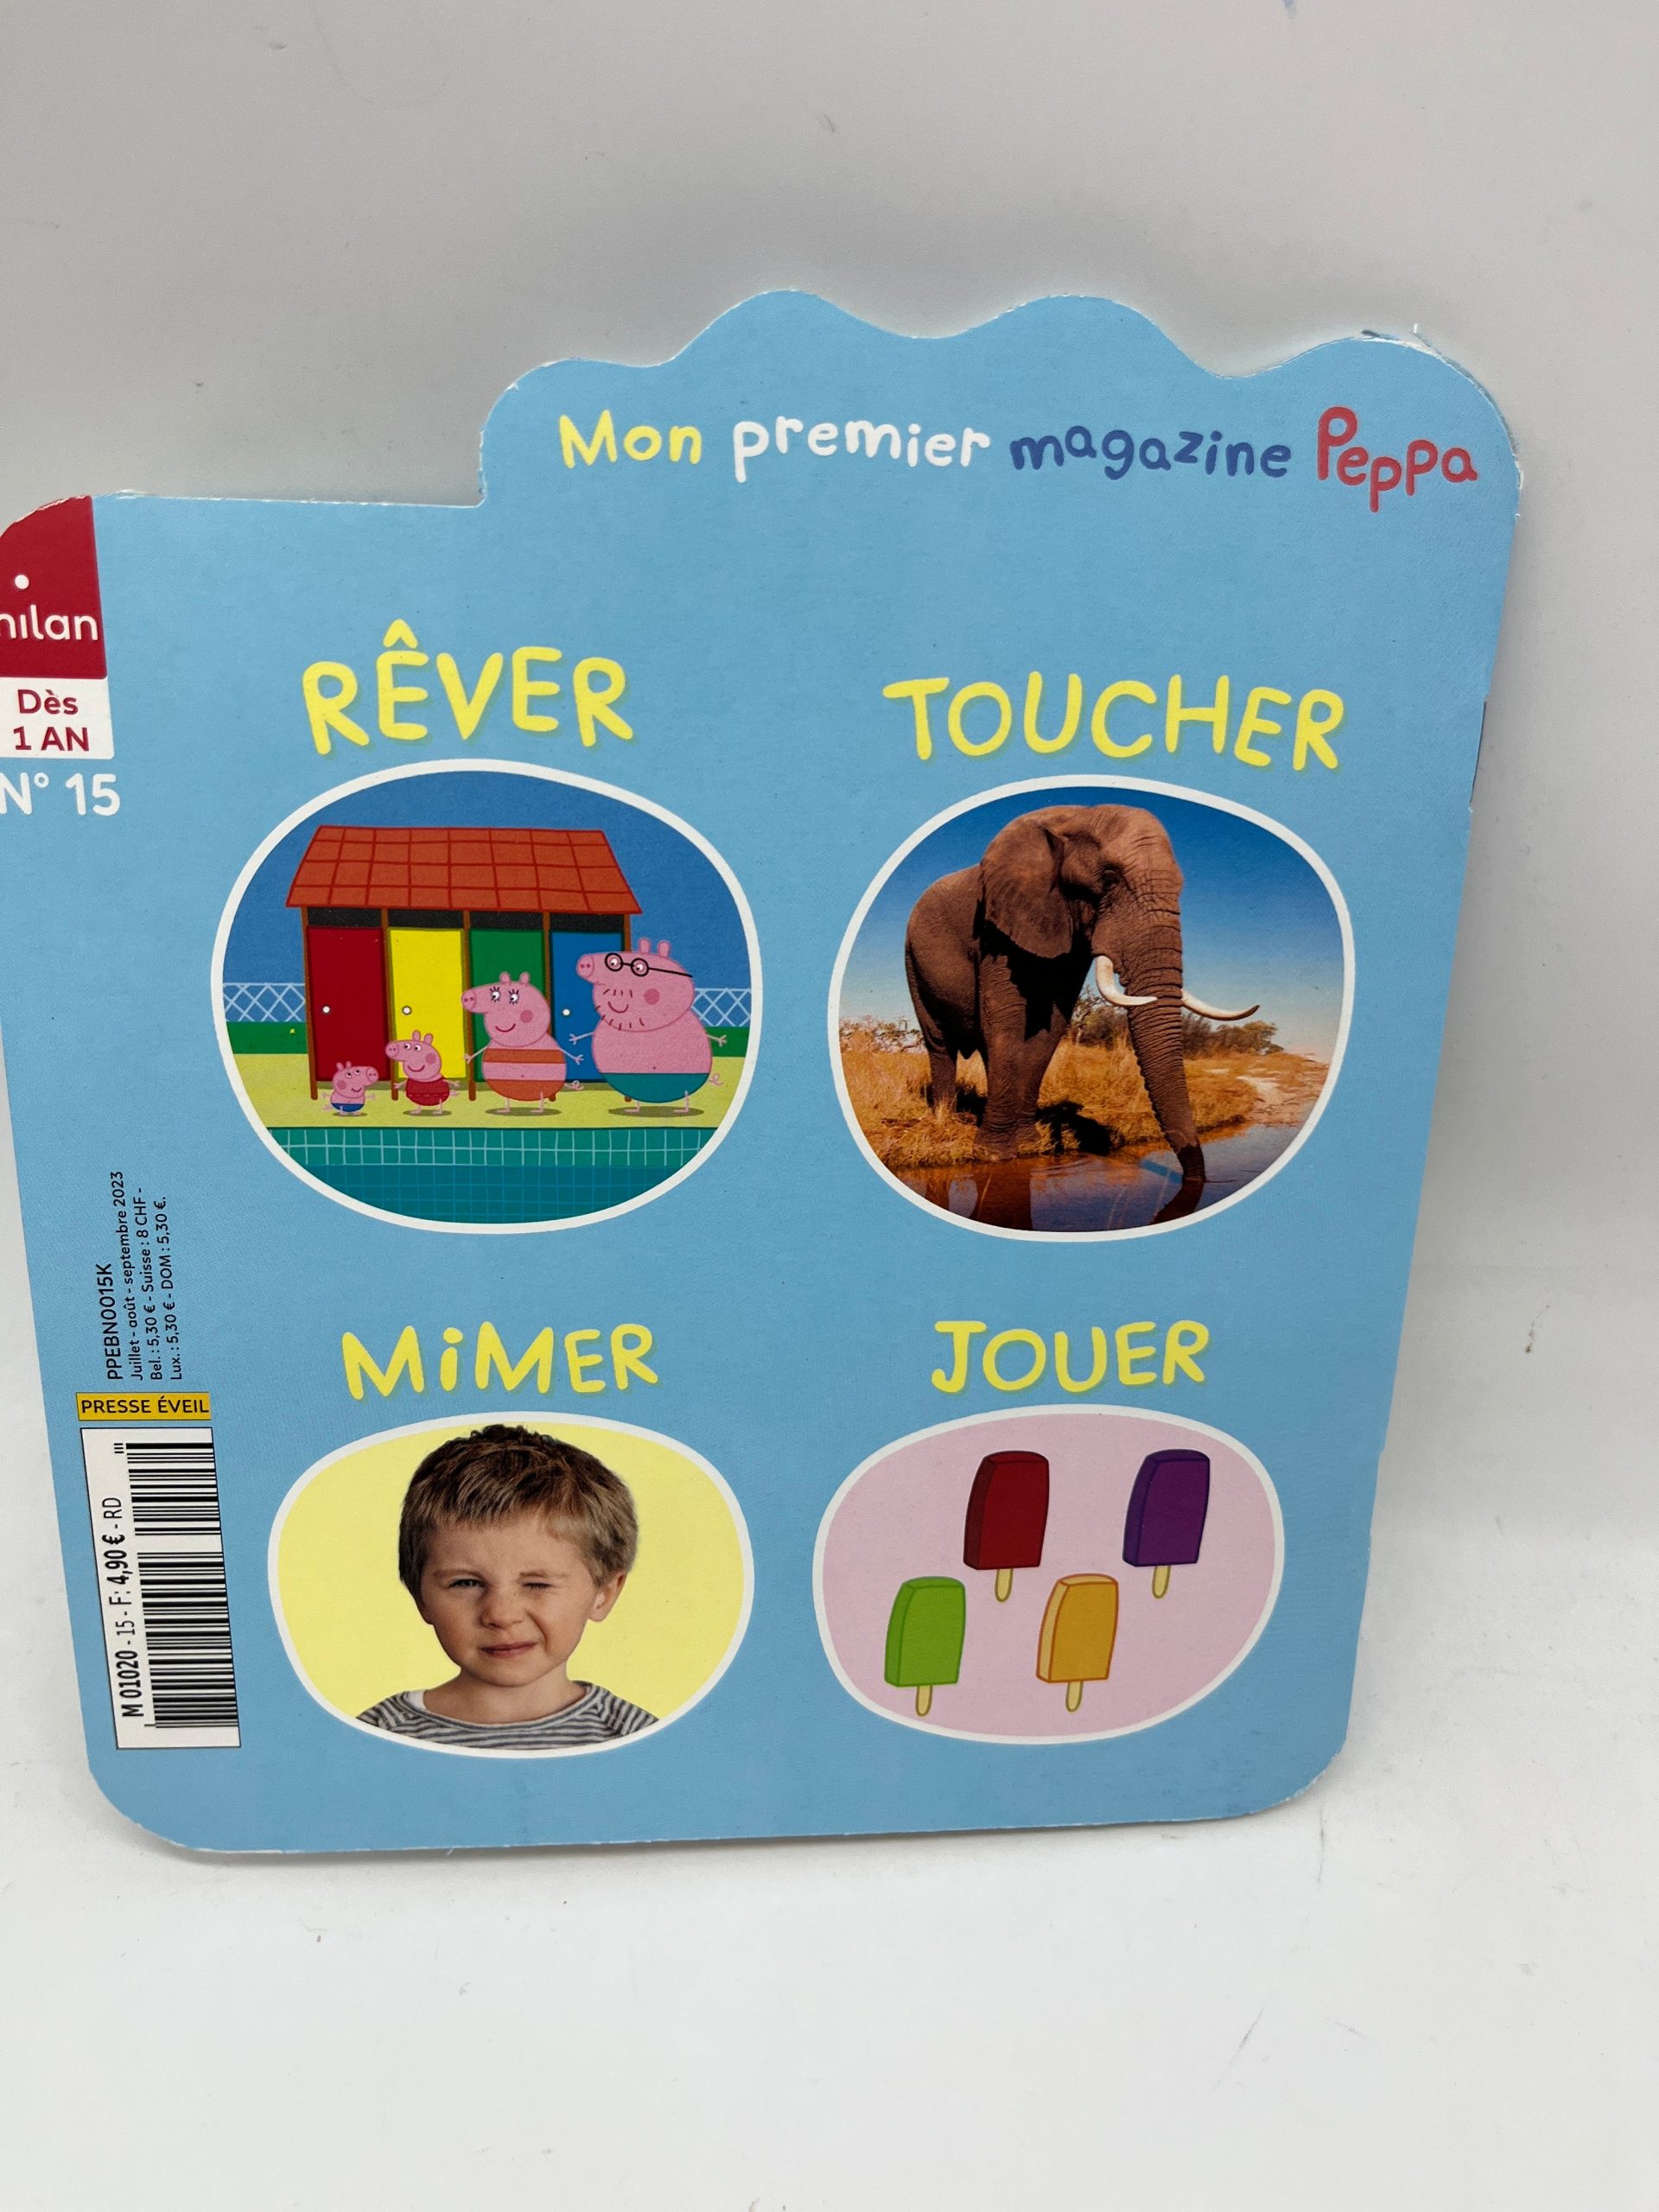 Mon premier magazine Peppa
milan
Dès
1 AN
N° 15
RÊVER
TOUCHER
MiMER
JOUER
PPEBN0015K
Juillet - août - septembre 2023
Bel. : 5,30 € - Suisse : 8 CHF -
Lux. : 5,30 € - DOM : 5,30 €.
PRESSE ÉVEIL
M 01020 - 15 - F: 4,90 € - RD